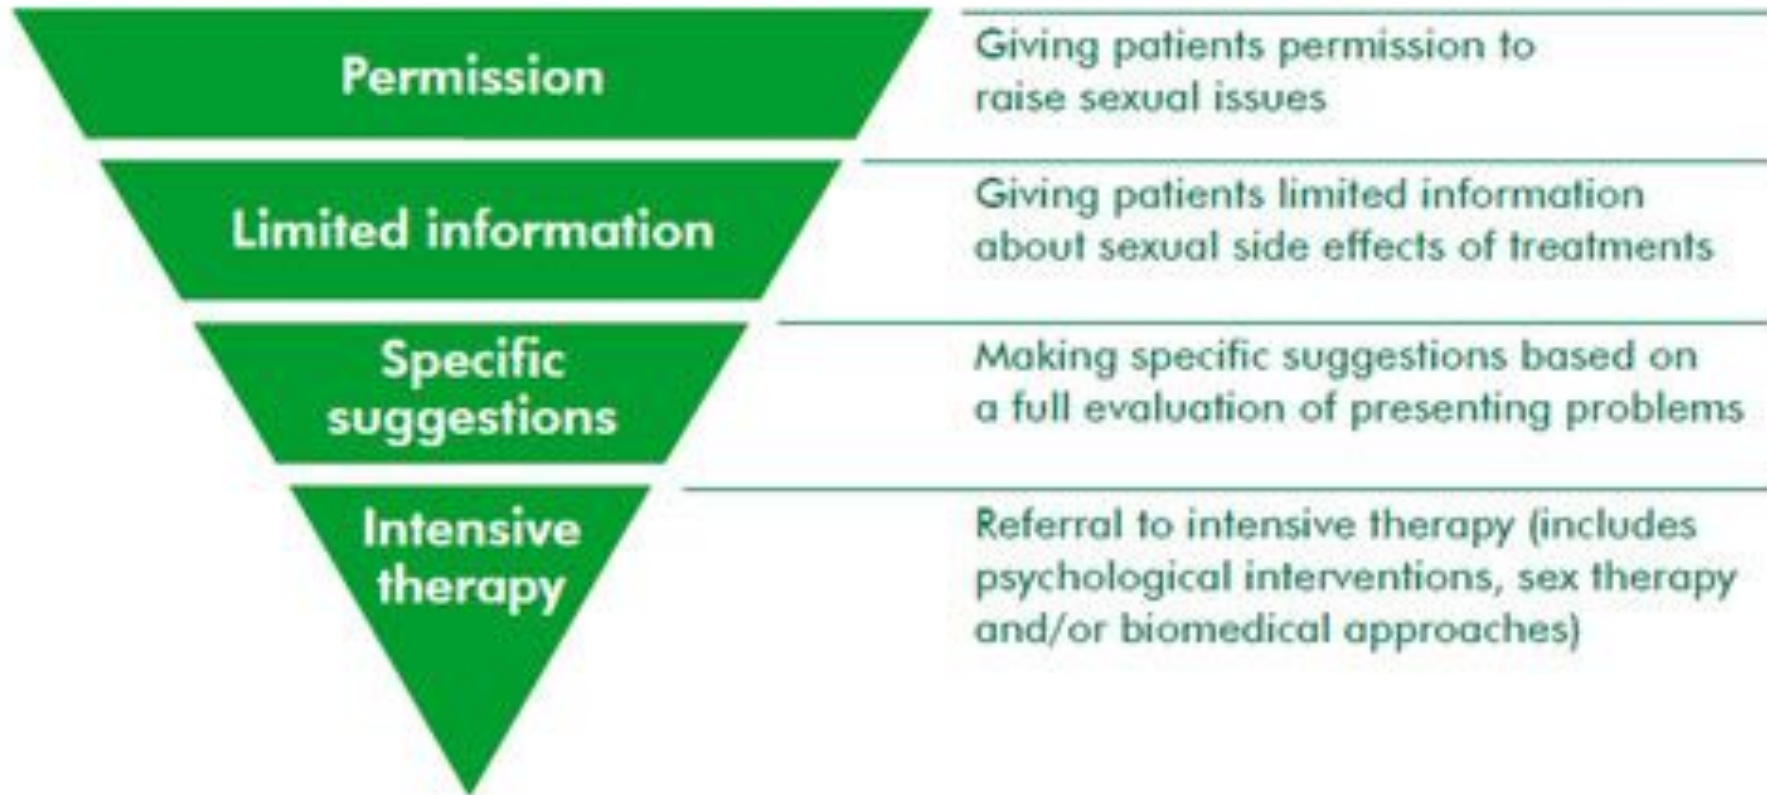 Permission
Giving patients permission to
raise sexual issues
Limited information
Giving patients limited information
about sexual side effects of treatments
Specific
suggestions
Making specific suggestions based on
a full evaluation of presenting problems
Intensive
therapy
Referral to intensive therapy (includes
psychological interventions, sex therapy
and/or biomedical approaches)